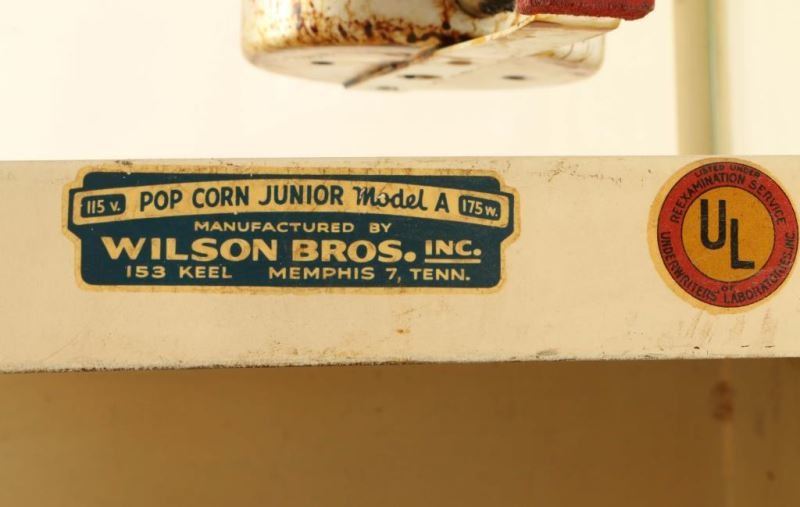 115 V. POP CORN JUNIOR Model A 175 W.
MANUFACTURED BY
WILSON BROS. INC.
153 KEEL MEMPHIS 7, TENN.
LISTED UNDER
REEXAMINATION SERVICE
UL
OF
UNDERWRITERS' LABORATORIES, INC.